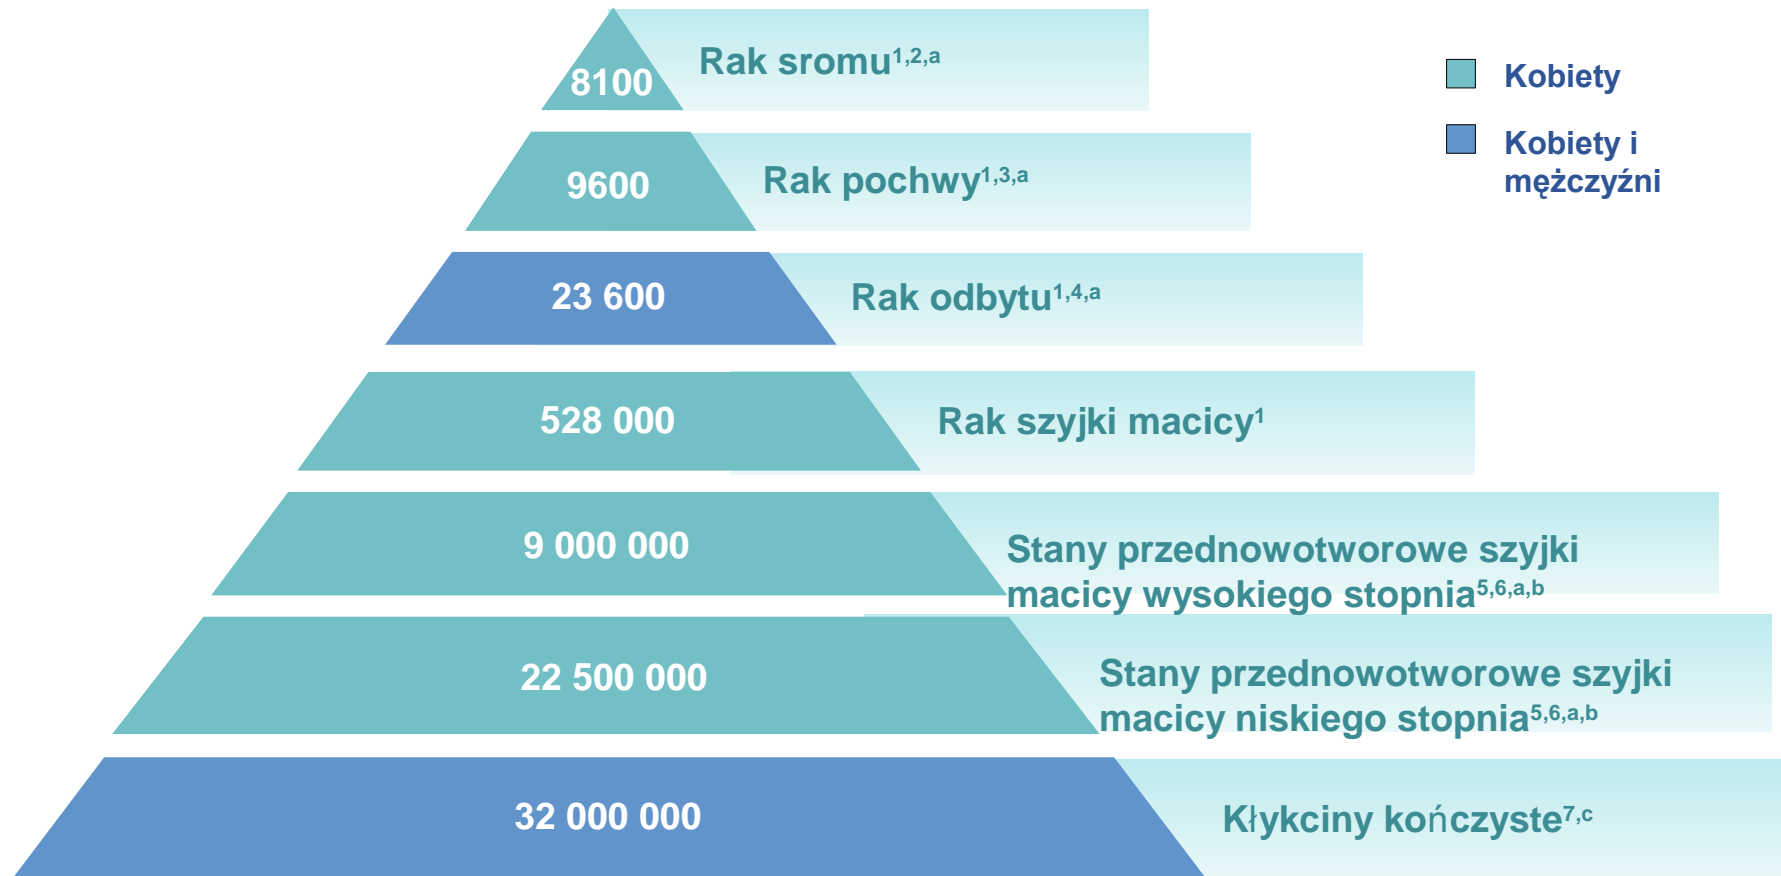 8100
Rak sromu1,2,a
Kobiety
9600
Rak pochwy1,3,a
Kobiety i
mężczyźni
23 600
Rak odbytu1,4,a
528 000
Rak szyjki macicy1
9 000 000
Stany przednowotworowe szyjki
macicy wysokiego stopnia5,6,a,b
22 500 000
Stany przednowotworowe szyjki
macicy niskiego stopnia5,6,a,b
32 000 000
Kłykciny kończyste7,c